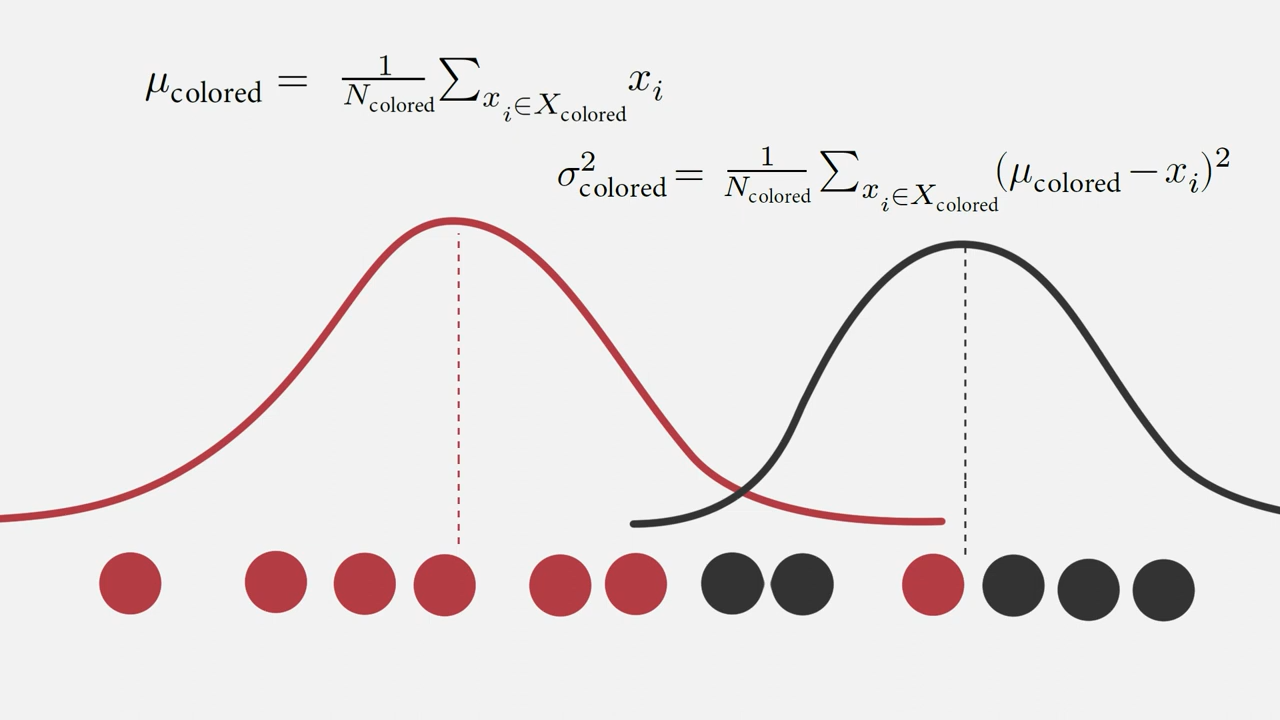 μ_colored = 1/N_colored ∑_{x_i∈X_colored} x_i
σ²_colored = 1/N_colored ∑_{x_i∈X_colored} (μ_colored − x_i)²